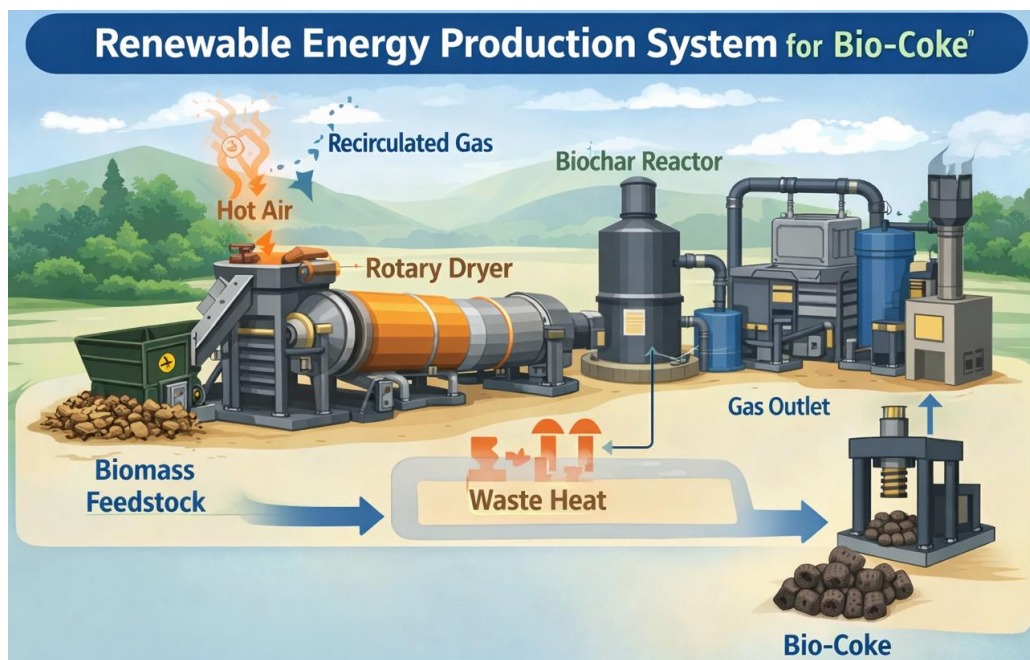 Renewable Energy Production System for Bio-Coke"
Recirculated Gas
Biochar Reactor
Hot Air
Rotary Dryer
Gas Outlet
Biomass
Feedstock
Waste Heat
Bio-Coke